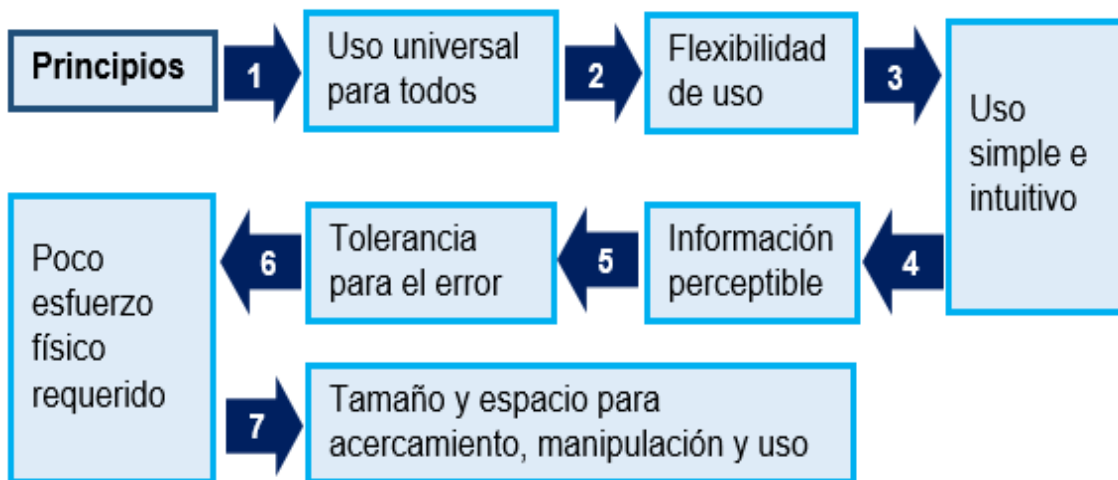 Principios
1
Uso universal
para todos
2
Flexibilidad
de uso
3
Uso
simple e
intuitivo
4
Información
perceptible
5
Tolerancia
para el error
6
Poco
esfuerzo
físico
requerido
7
Tamaño y espacio para
acercamiento, manipulación y uso